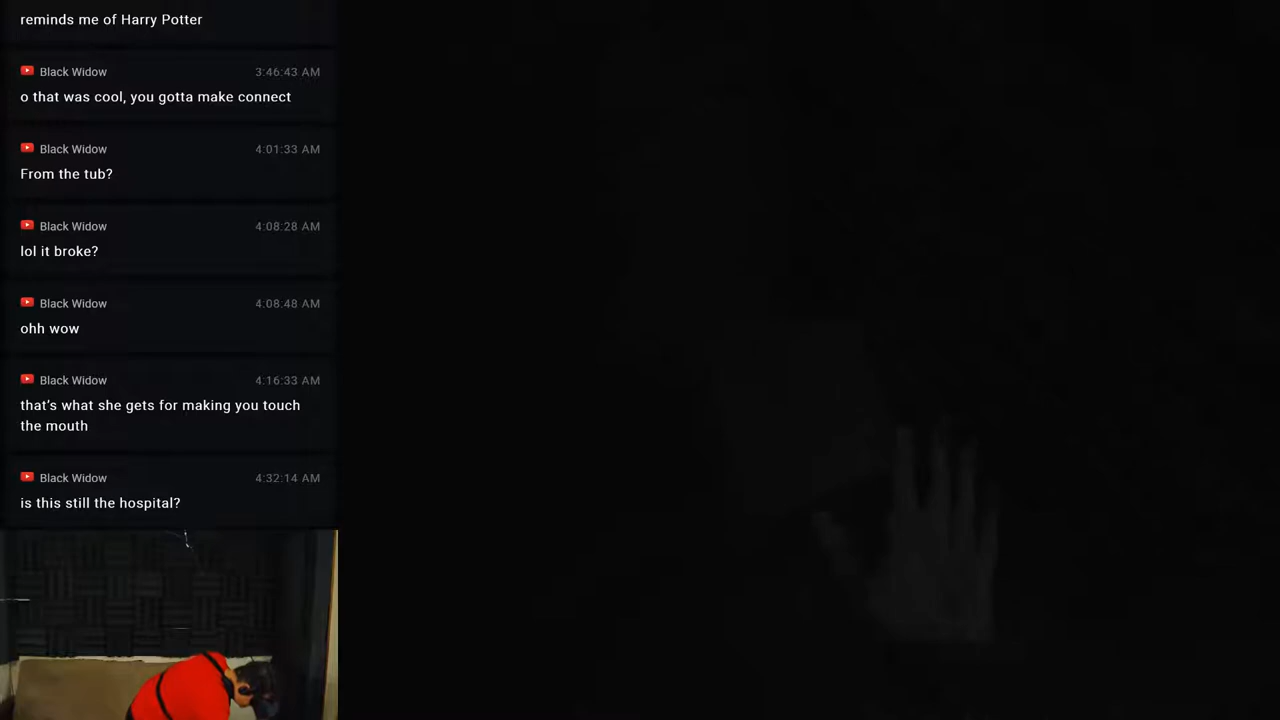 reminds me of Harry Potter
Black Widow 3:46:43 AM
o that was cool, you gotta make connect
Black Widow 4:01:33 AM
From the tub?
Black Widow 4:08:28 AM
lol it broke?
Black Widow 4:08:48 AM
ohh wow
Black Widow 4:16:33 AM
that’s what she gets for making you touch
the mouth
Black Widow 4:32:14 AM
is this still the hospital?